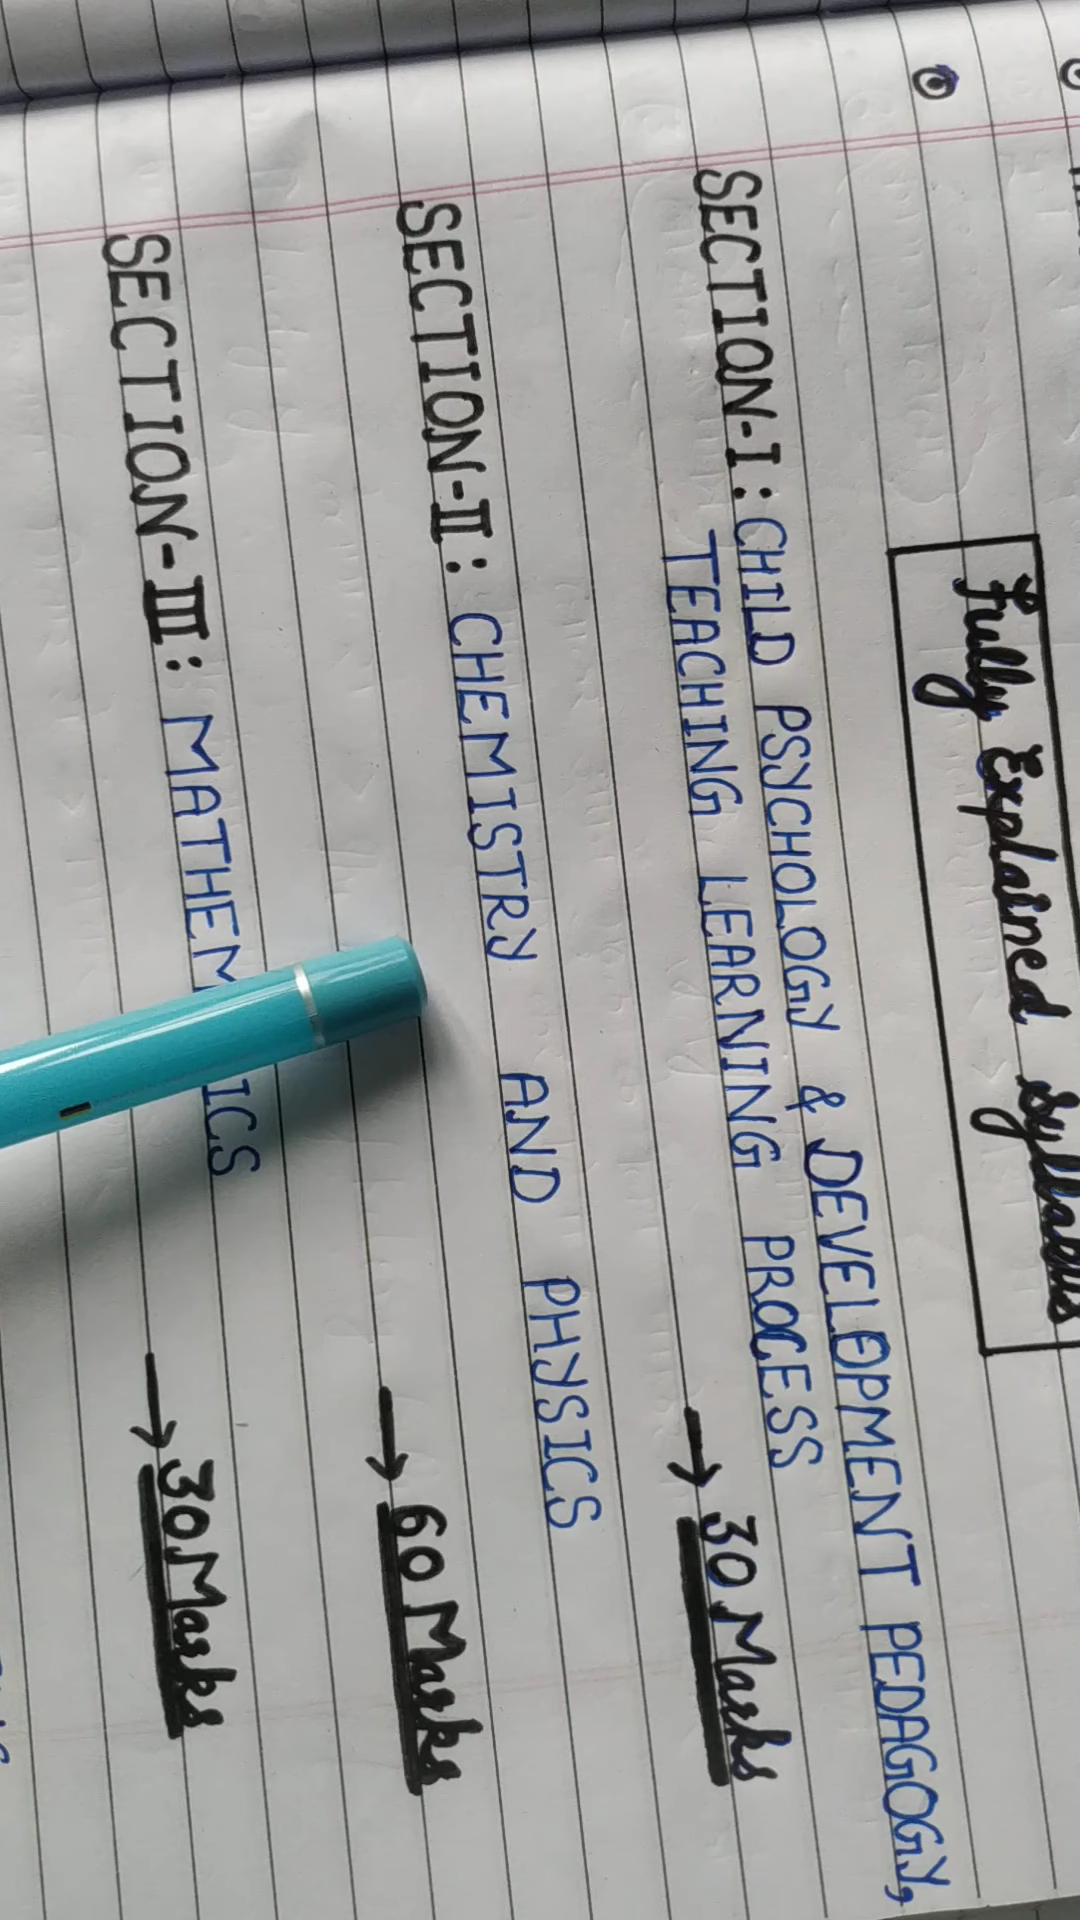 Fully Explained Syllabus
SECTION-I: CHILD PSYCHOLOGY & DEVELOPMENT PEDAGOGY,
TEACHING LEARNING PROCESS
→ 30 Marks
SECTION-II: CHEMISTRY AND PHYSICS
→ 60 Marks
SECTION-III: MATHEM ICS
→ 30 Marks